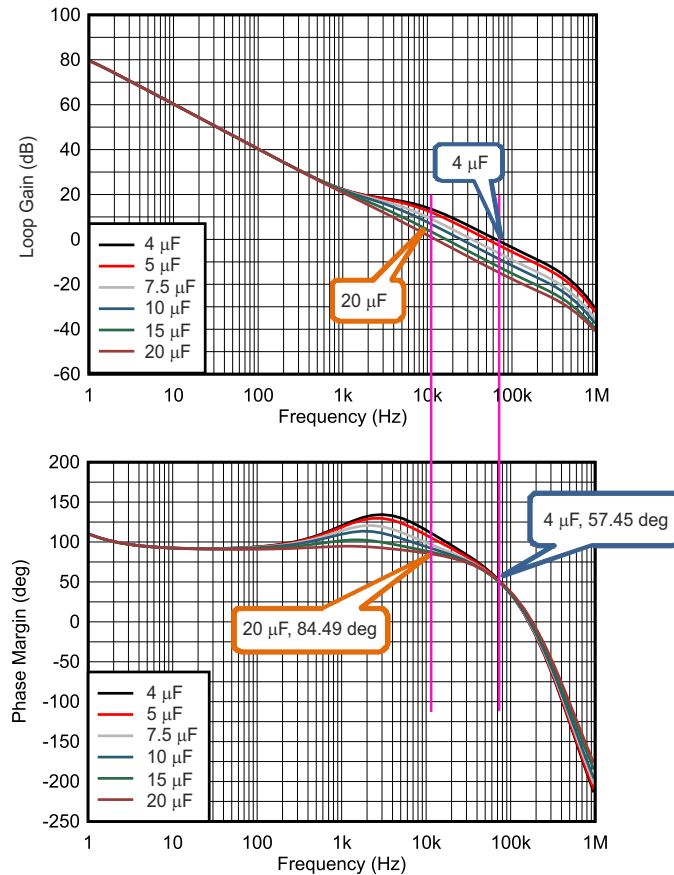 100
80
60
40
20
0
-20
-40
-60
Loop Gain (dB)
4 μF
20 μF
4 μF
5 μF
7.5 μF
10 μF
15 μF
20 μF
1 10 100 1k 10k 100k 1M
Frequency (Hz)
200
150
100
50
0
-50
-100
-150
-200
-250
Phase Margin (deg)
4 μF, 57.45 deg
20 μF, 84.49 deg
4 μF
5 μF
7.5 μF
10 μF
15 μF
20 μF
1 10 100 1k 10k 100k 1M
Frequency (Hz)